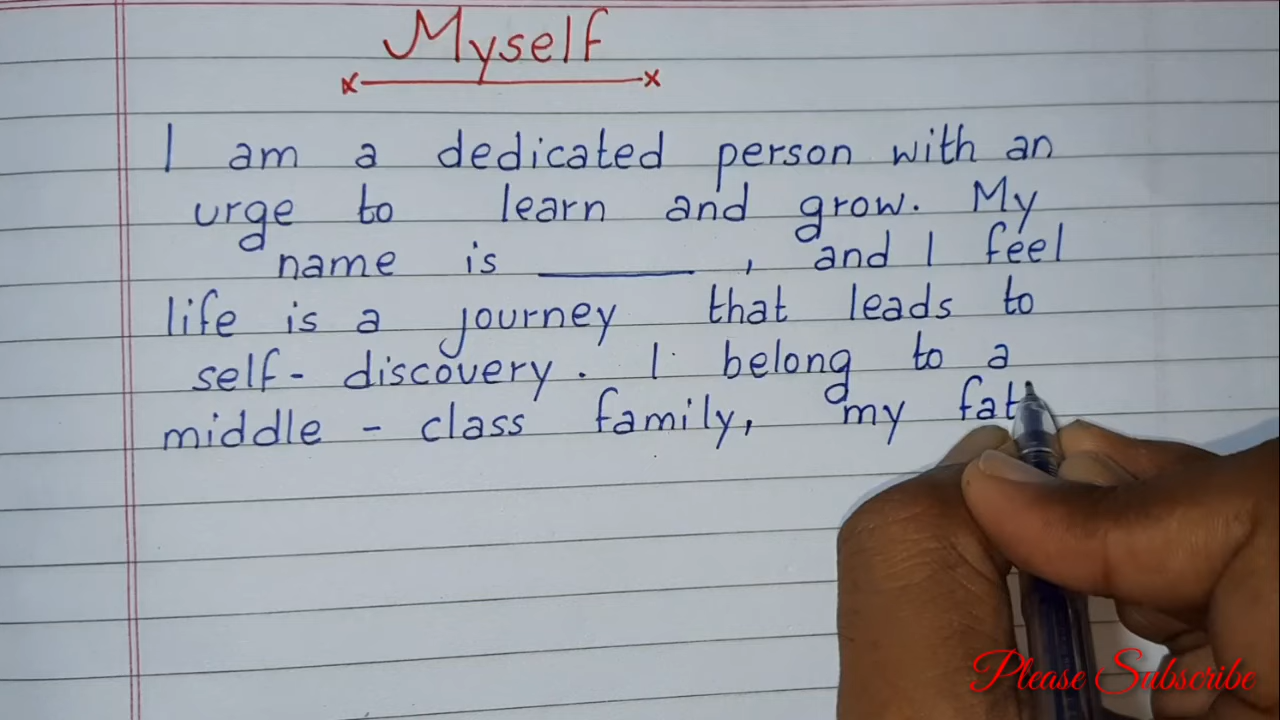 Myself
I am a dedicated person with an
urge to learn and grow. My
name is ______, and I feel
life is a journey that leads to
self- discovery. I belong to a
middle - class family, my fat
Please Subscribe